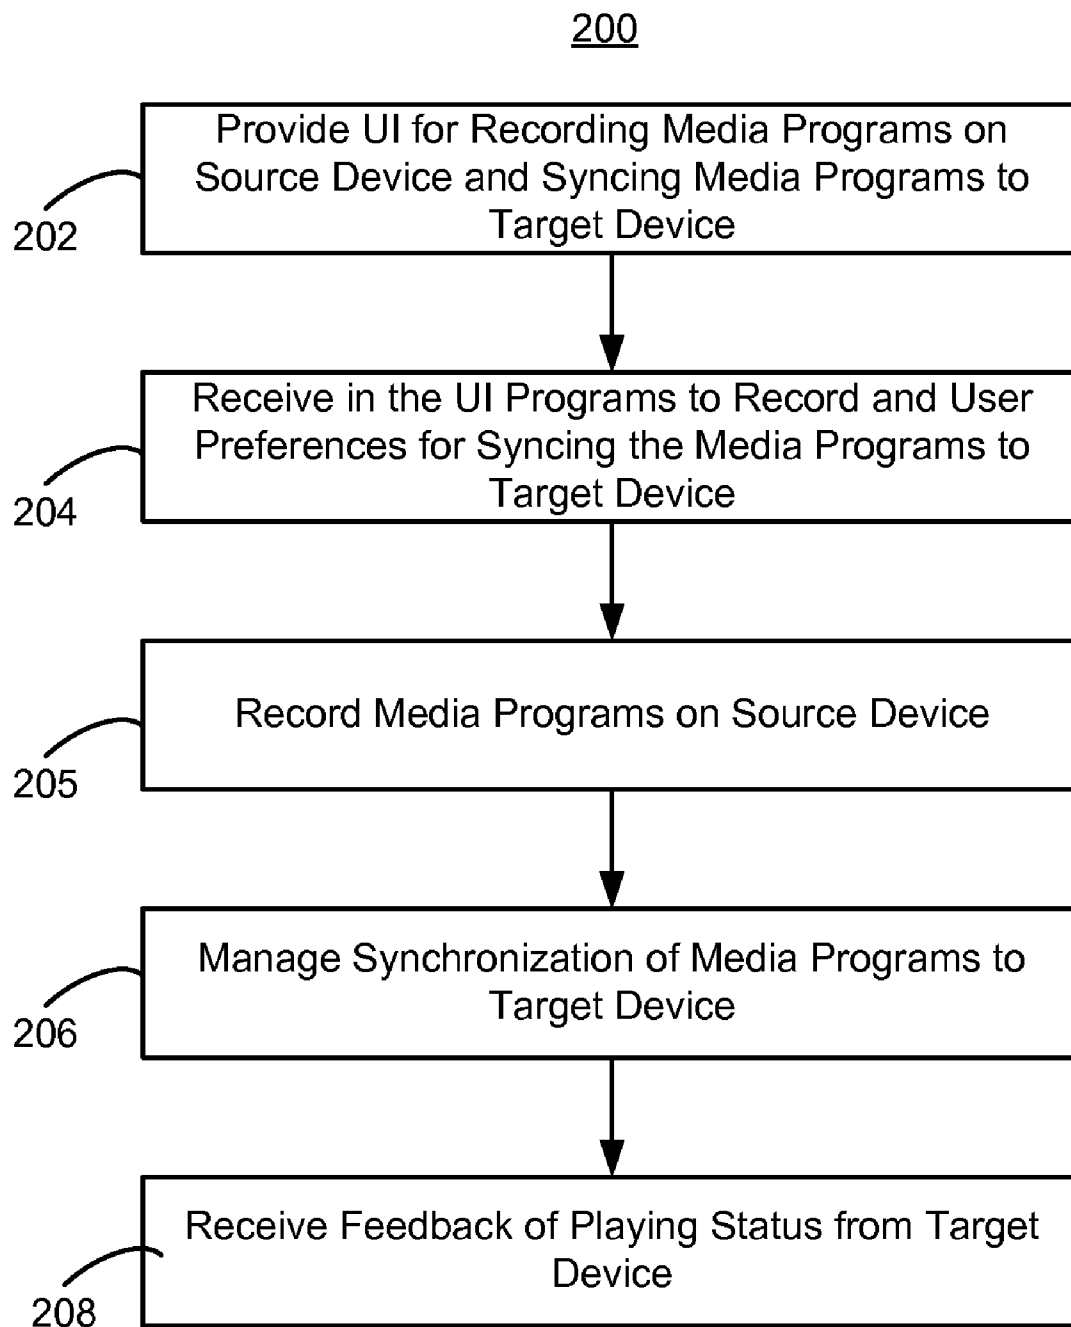 200
Provide UI for Recording Media Programs on
Source Device and Syncing Media Programs to
Target Device
202
Receive in the UI Programs to Record and User
Preferences for Syncing the Media Programs to
Target Device
204
Record Media Programs on Source Device
205
Manage Synchronization of Media Programs to
Target Device
206
Receive Feedback of Playing Status from Target
Device
208